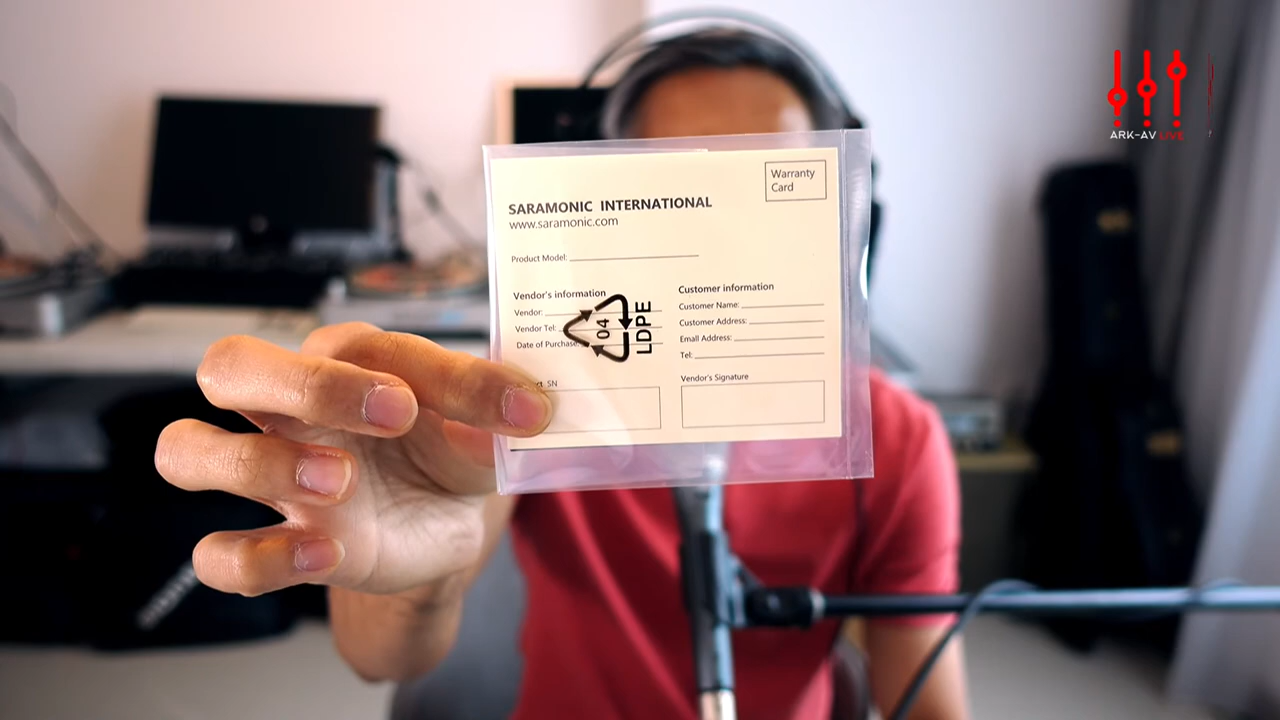 Warranty
Card
SARAMONIC INTERNATIONAL
www.saramonic.com
Product Model:
Vendor's information
Vendor:
Vendor Tel:
Date of Purchase:
SN
Customer information
Customer Name:
Customer Address:
Email Address:
Tel:
Vendor's Signature
04
LDPE
ARK-AV LIVE